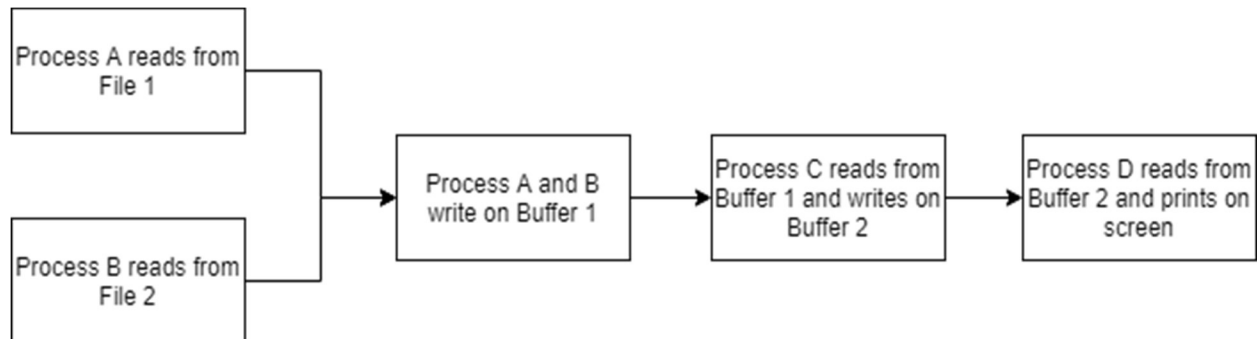 Process A reads from
File 1
Process B reads from
File 2
Process A and B
write on Buffer 1
Process C reads from
Buffer 1 and writes on
Buffer 2
Process D reads from
Buffer 2 and prints on
screen